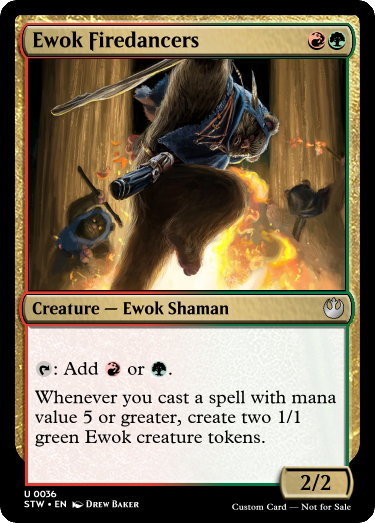 Ewok Firedancers
Creature — Ewok Shaman
: Add or .
Whenever you cast a spell with mana
value 5 or greater, create two 1/1
green Ewok creature tokens.
2/2
U 0036
STW • EN Drew Baker
Custom Card — Not for Sale